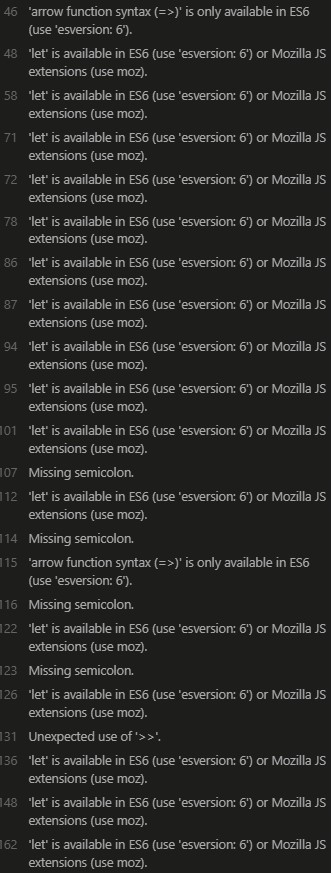 46 'arrow function syntax (=>)' is only available in ES6
(use 'esversion: 6').
48 'let' is available in ES6 (use 'esversion: 6') or Mozilla JS
extensions (use moz).
58 'let' is available in ES6 (use 'esversion: 6') or Mozilla JS
extensions (use moz).
71 'let' is available in ES6 (use 'esversion: 6') or Mozilla JS
extensions (use moz).
72 'let' is available in ES6 (use 'esversion: 6') or Mozilla JS
extensions (use moz).
78 'let' is available in ES6 (use 'esversion: 6') or Mozilla JS
extensions (use moz).
86 'let' is available in ES6 (use 'esversion: 6') or Mozilla JS
extensions (use moz).
87 'let' is available in ES6 (use 'esversion: 6') or Mozilla JS
extensions (use moz).
94 'let' is available in ES6 (use 'esversion: 6') or Mozilla JS
extensions (use moz).
95 'let' is available in ES6 (use 'esversion: 6') or Mozilla JS
extensions (use moz).
101 'let' is available in ES6 (use 'esversion: 6') or Mozilla JS
extensions (use moz).
107 Missing semicolon.
112 'let' is available in ES6 (use 'esversion: 6') or Mozilla JS
extensions (use moz).
114 Missing semicolon.
115 'arrow function syntax (=>)' is only available in ES6
(use 'esversion: 6').
116 Missing semicolon.
122 'let' is available in ES6 (use 'esversion: 6') or Mozilla JS
extensions (use moz).
123 Missing semicolon.
126 'let' is available in ES6 (use 'esversion: 6') or Mozilla JS
extensions (use moz).
131 Unexpected use of '>>'.
136 'let' is available in ES6 (use 'esversion: 6') or Mozilla JS
extensions (use moz).
148 'let' is available in ES6 (use 'esversion: 6') or Mozilla JS
extensions (use moz).
162 'let' is available in ES6 (use 'esversion: 6') or Mozilla JS
extensions (use moz).